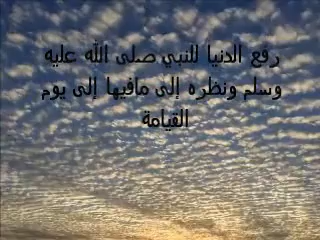 رفع الدنيا للنبي صلى الله عليه
وسلم ونظره إلى مافيها إلى يوم
القيامة